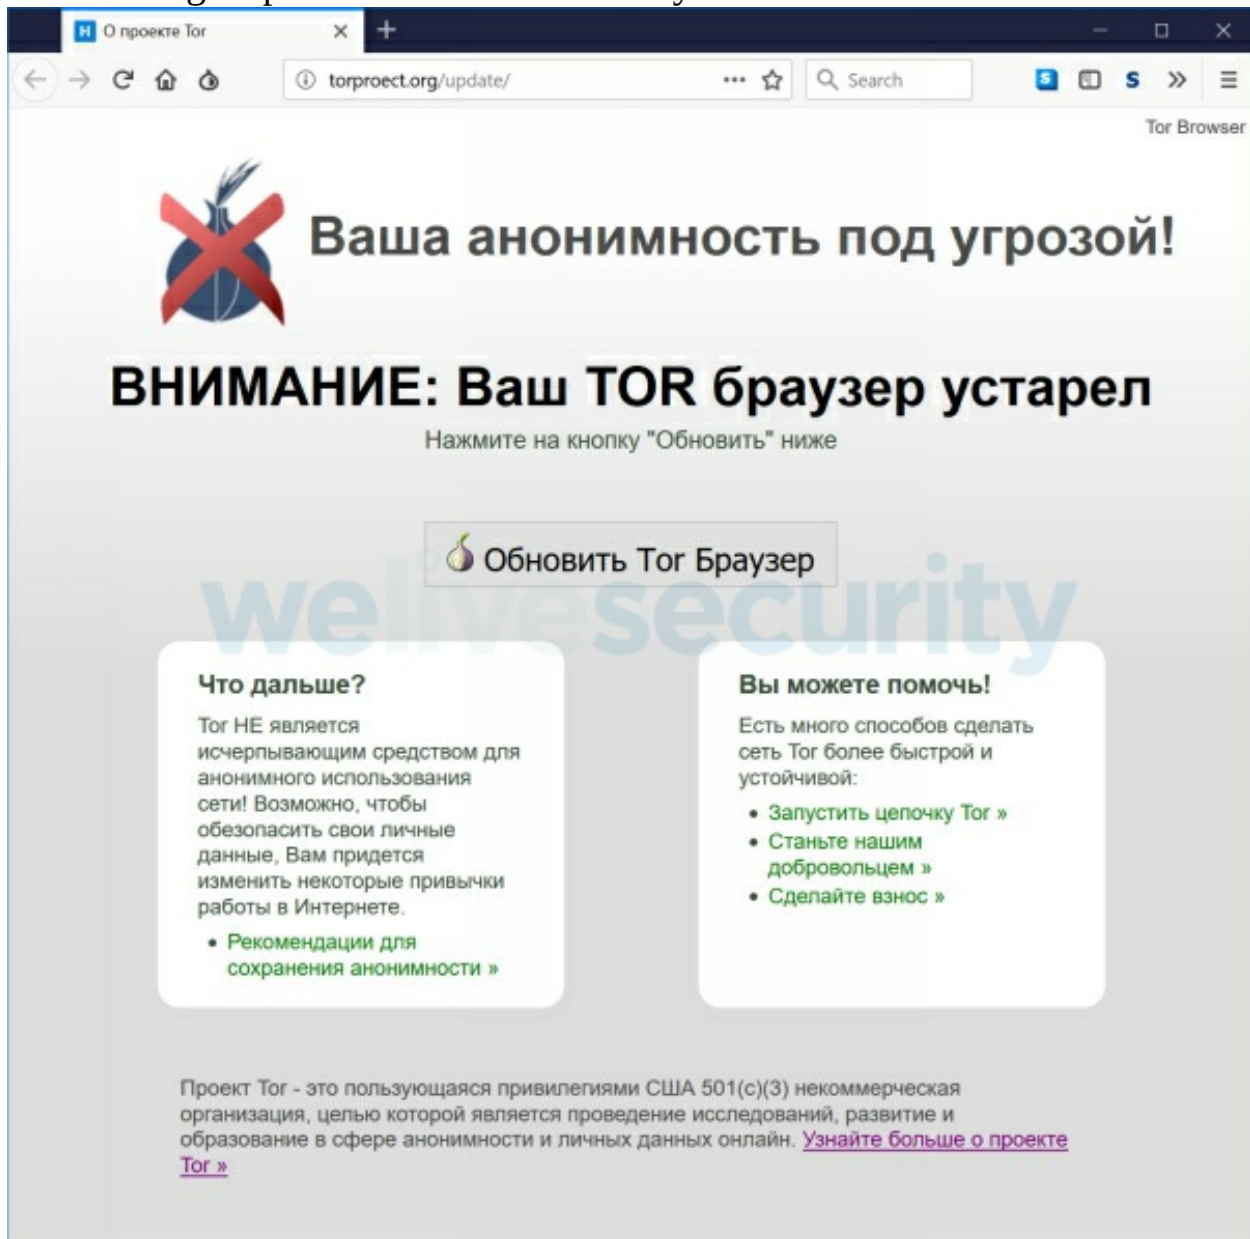 О проекте Tor
torproect.org/update/
Search
Tor Browser
Ваша анонимность под угрозой!
ВНИМАНИЕ: Ваш TOR браузер устарел
Нажмите на кнопку "Обновить" ниже
Обновить Tor Браузер
welivesecurity
Что дальше?
Tor НЕ является
исчерпывающим средством для
анонимного использования
сети! Возможно, чтобы
обезопасить свои личные
данные, Вам придется
изменить некоторые привычки
работы в Интернете.
Рекомендации для
сохранения анонимности »
Вы можете помочь!
Есть много способов сделать
сеть Tor более быстрой и
устойчивой:
Запустить цепочку Tor »
Станьте нашим
добровольцем »
Сделайте взнос »
Проект Tor - это пользующаяся привилегиями США 501(c)(3) некоммерческая
организация, целью которой является проведение исследований, развитие и
образование в сфере анонимности и личных данных онлайн. Узнайте больше о проекте
Tor »